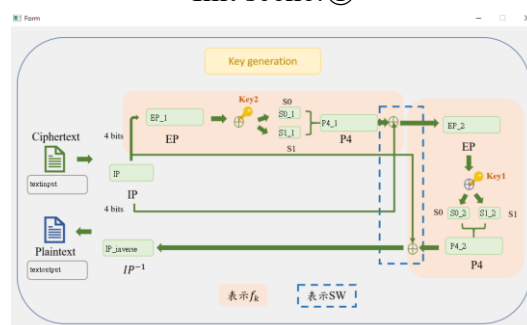 Form
Key generation
Key2
S0
EP_1
S0_1
S1_1
P4_1
EP_2
EP
P4
S1
EP
Ciphertext
4 bits
Key1
textinput
IP
IP
4 bits
S0
S0_2
S1_2
S1
Plaintext
IP_inverse
P4_2
textoutput
IP⁻¹
P4
表示fₖ
表示SW